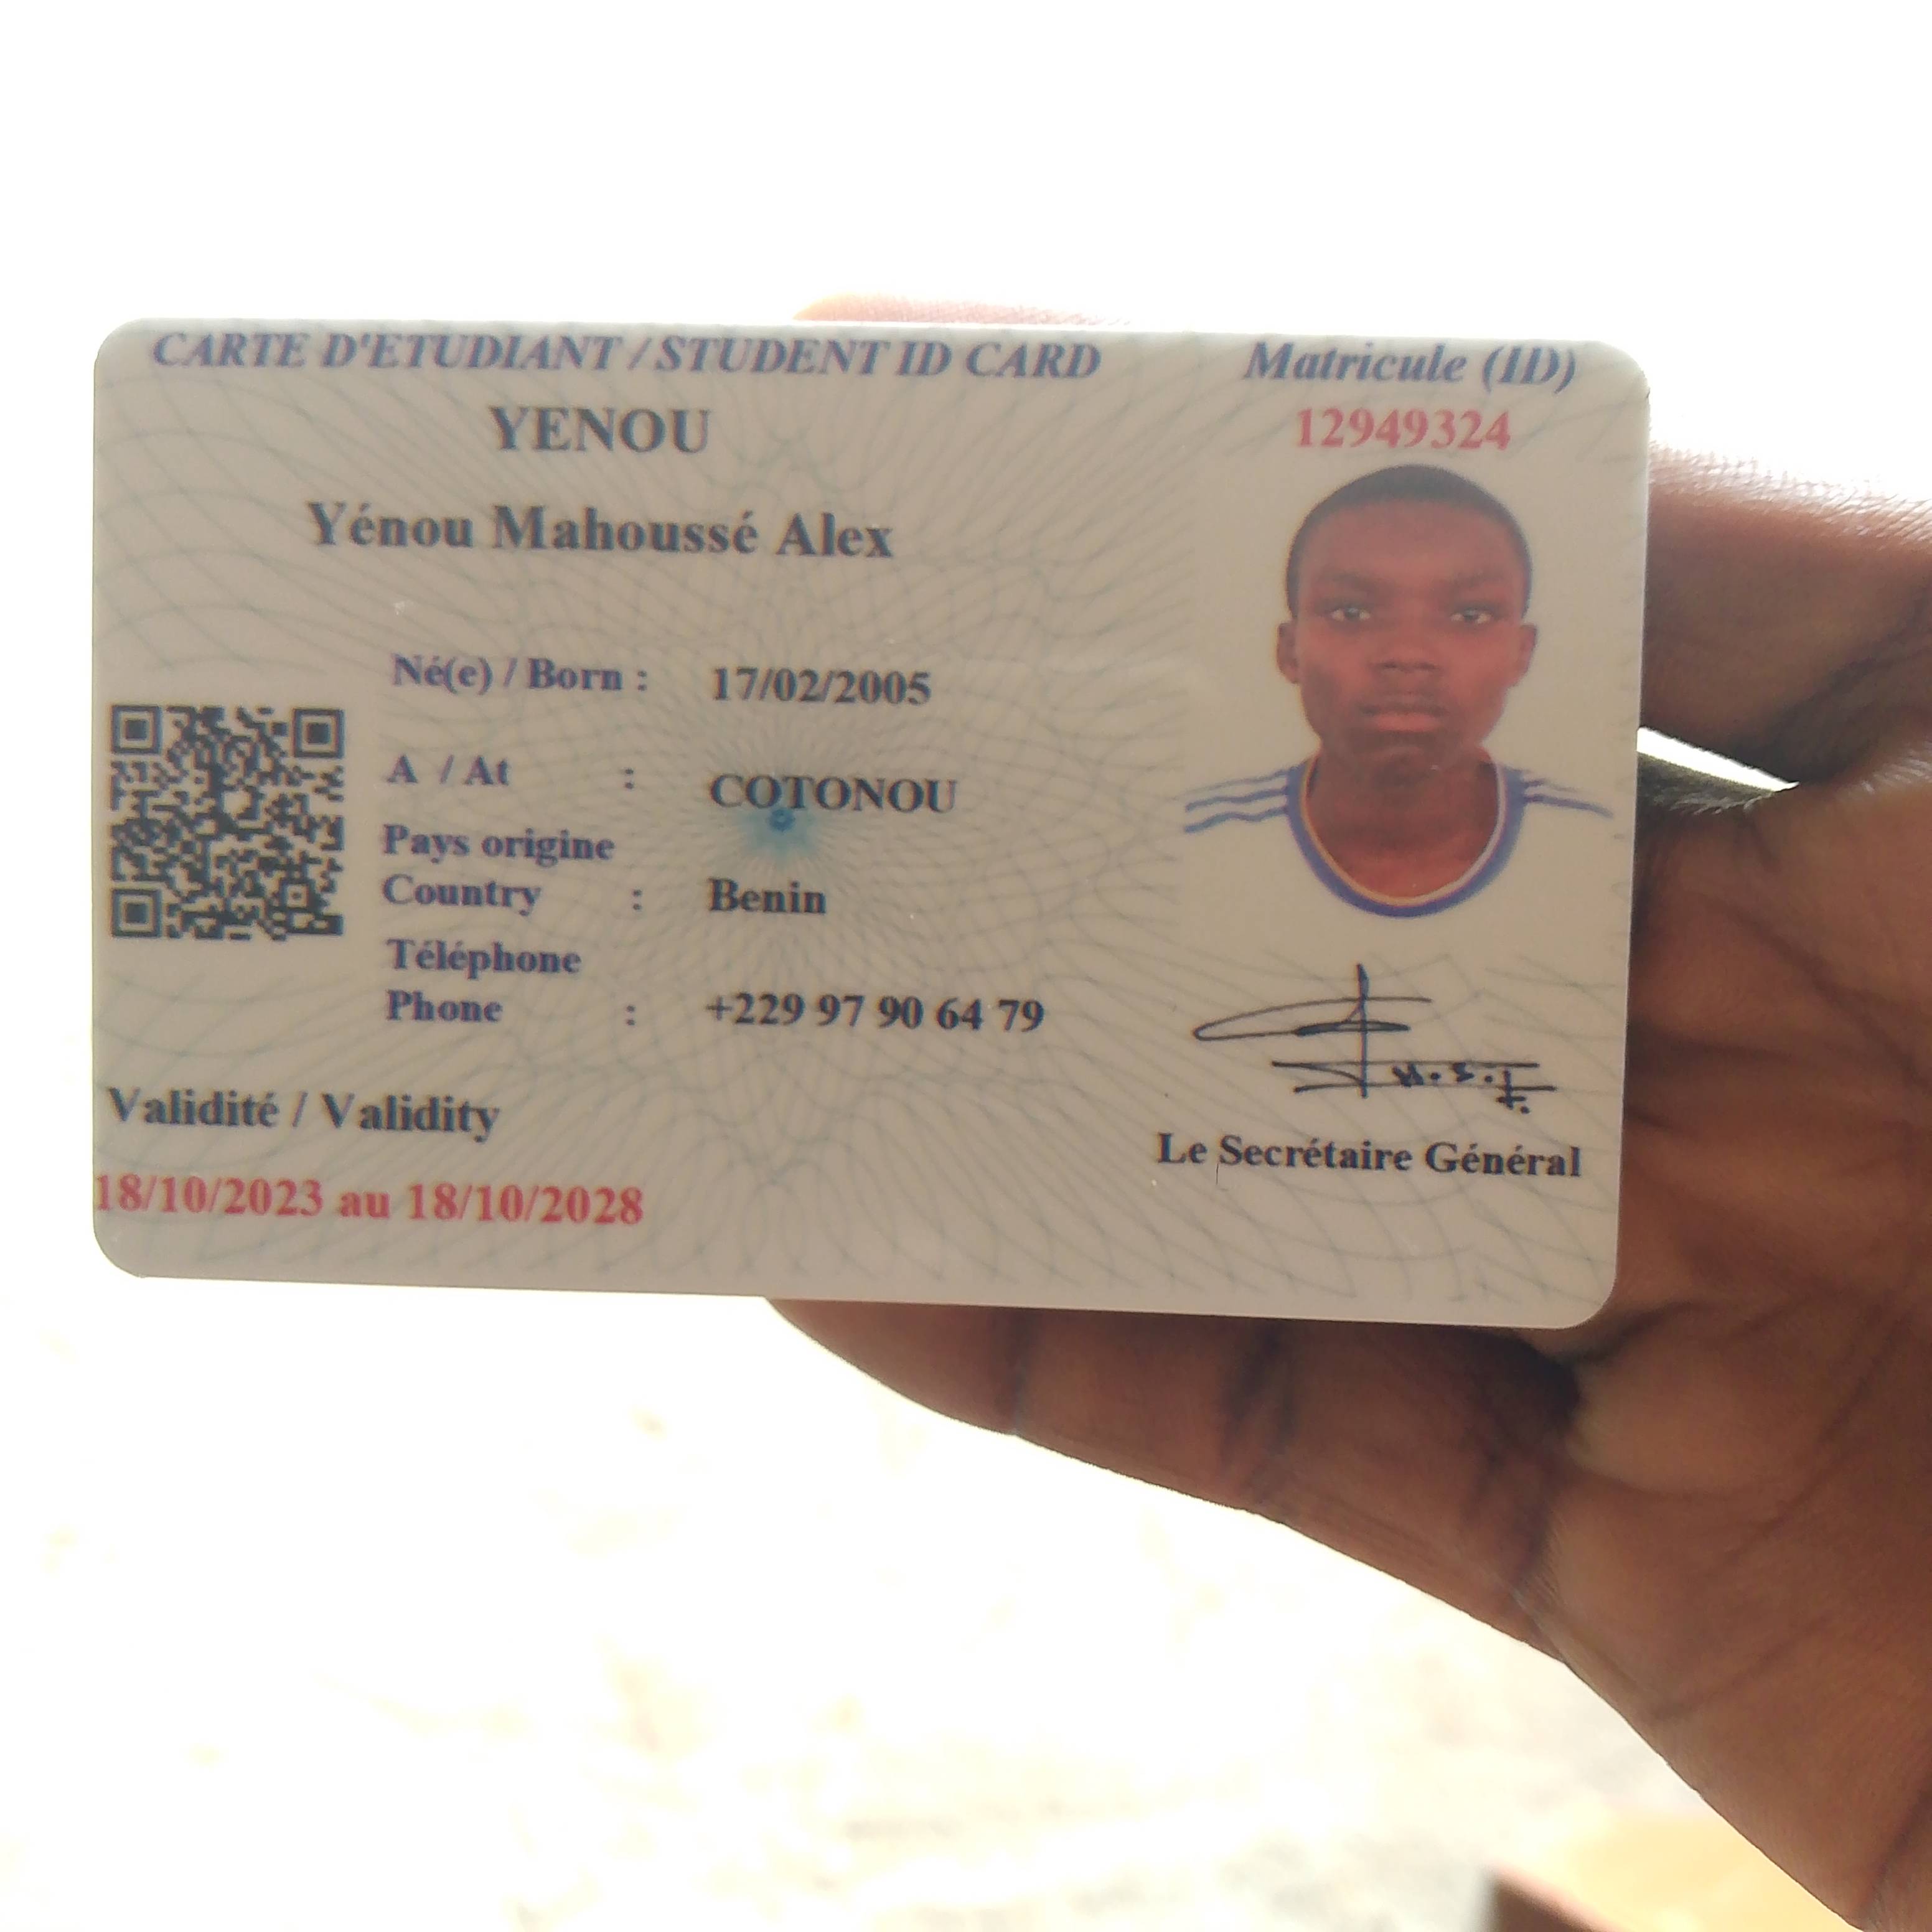 CARTE D'ETUDIANT / STUDENT ID CARD
Matricule (ID)
YENOU
12949324
Yénou Mahoussé Alex
Né(e) / Born : 17/02/2005
A / At : COTONOU
Pays origine
Country : Benin
Téléphone
Phone : +229 97 90 64 79
Validité / Validity
Le Secrétaire Général
18/10/2023 au 18/10/2028